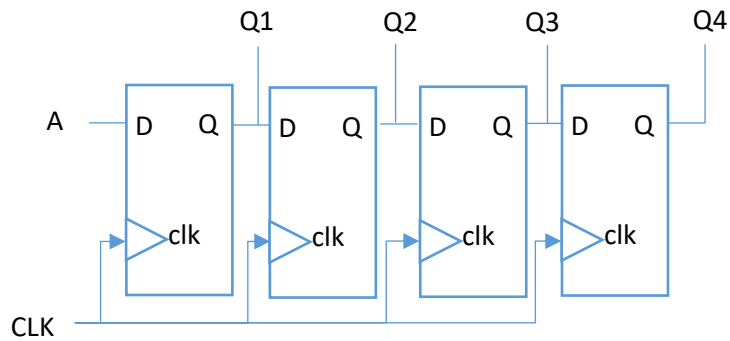 Q1 Q2 Q3 Q4
A D Q D Q D Q D Q
clk clk clk clk
CLK